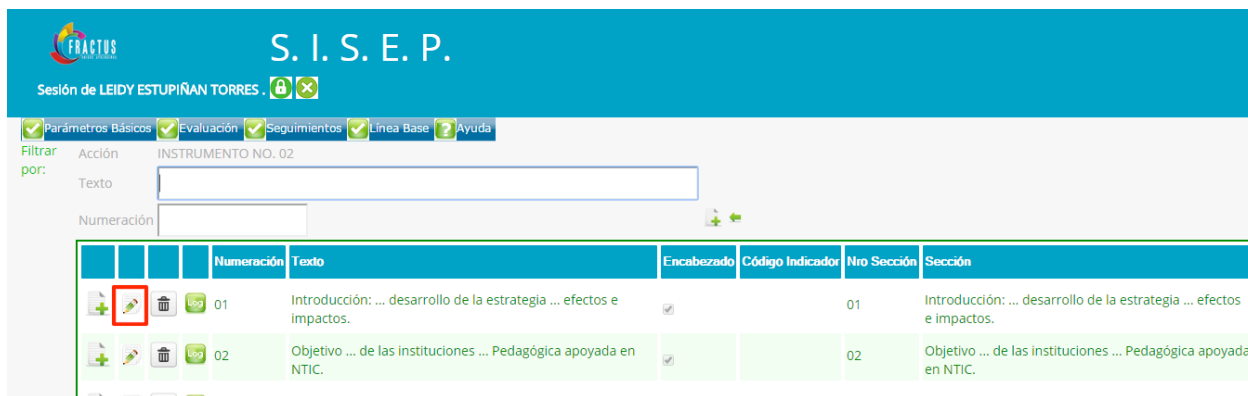 FRACTUS
S. I. S. E. P.
Sesión de LEIDY ESTUPIÑAN TORRES .
Parámetros Básicos Evaluación Seguimientos Línea Base Ayuda
Filtrar por:
Acción INSTRUMENTO NO. 02
Texto
Numeración
Numeración Texto Encabezado Código Indicador Nro Sección Sección
Log 01 Introducción: ... desarrollo de la estrategia ... efectos e 01 Introducción: ... desarrollo de la estrategia ... efectos
impactos. e impactos.
Log 02 Objetivo ... de las instituciones ... Pedagógica apoyada en 02 Objetivo ... de las instituciones ... Pedagógica apoyada
NTIC. en NTIC.